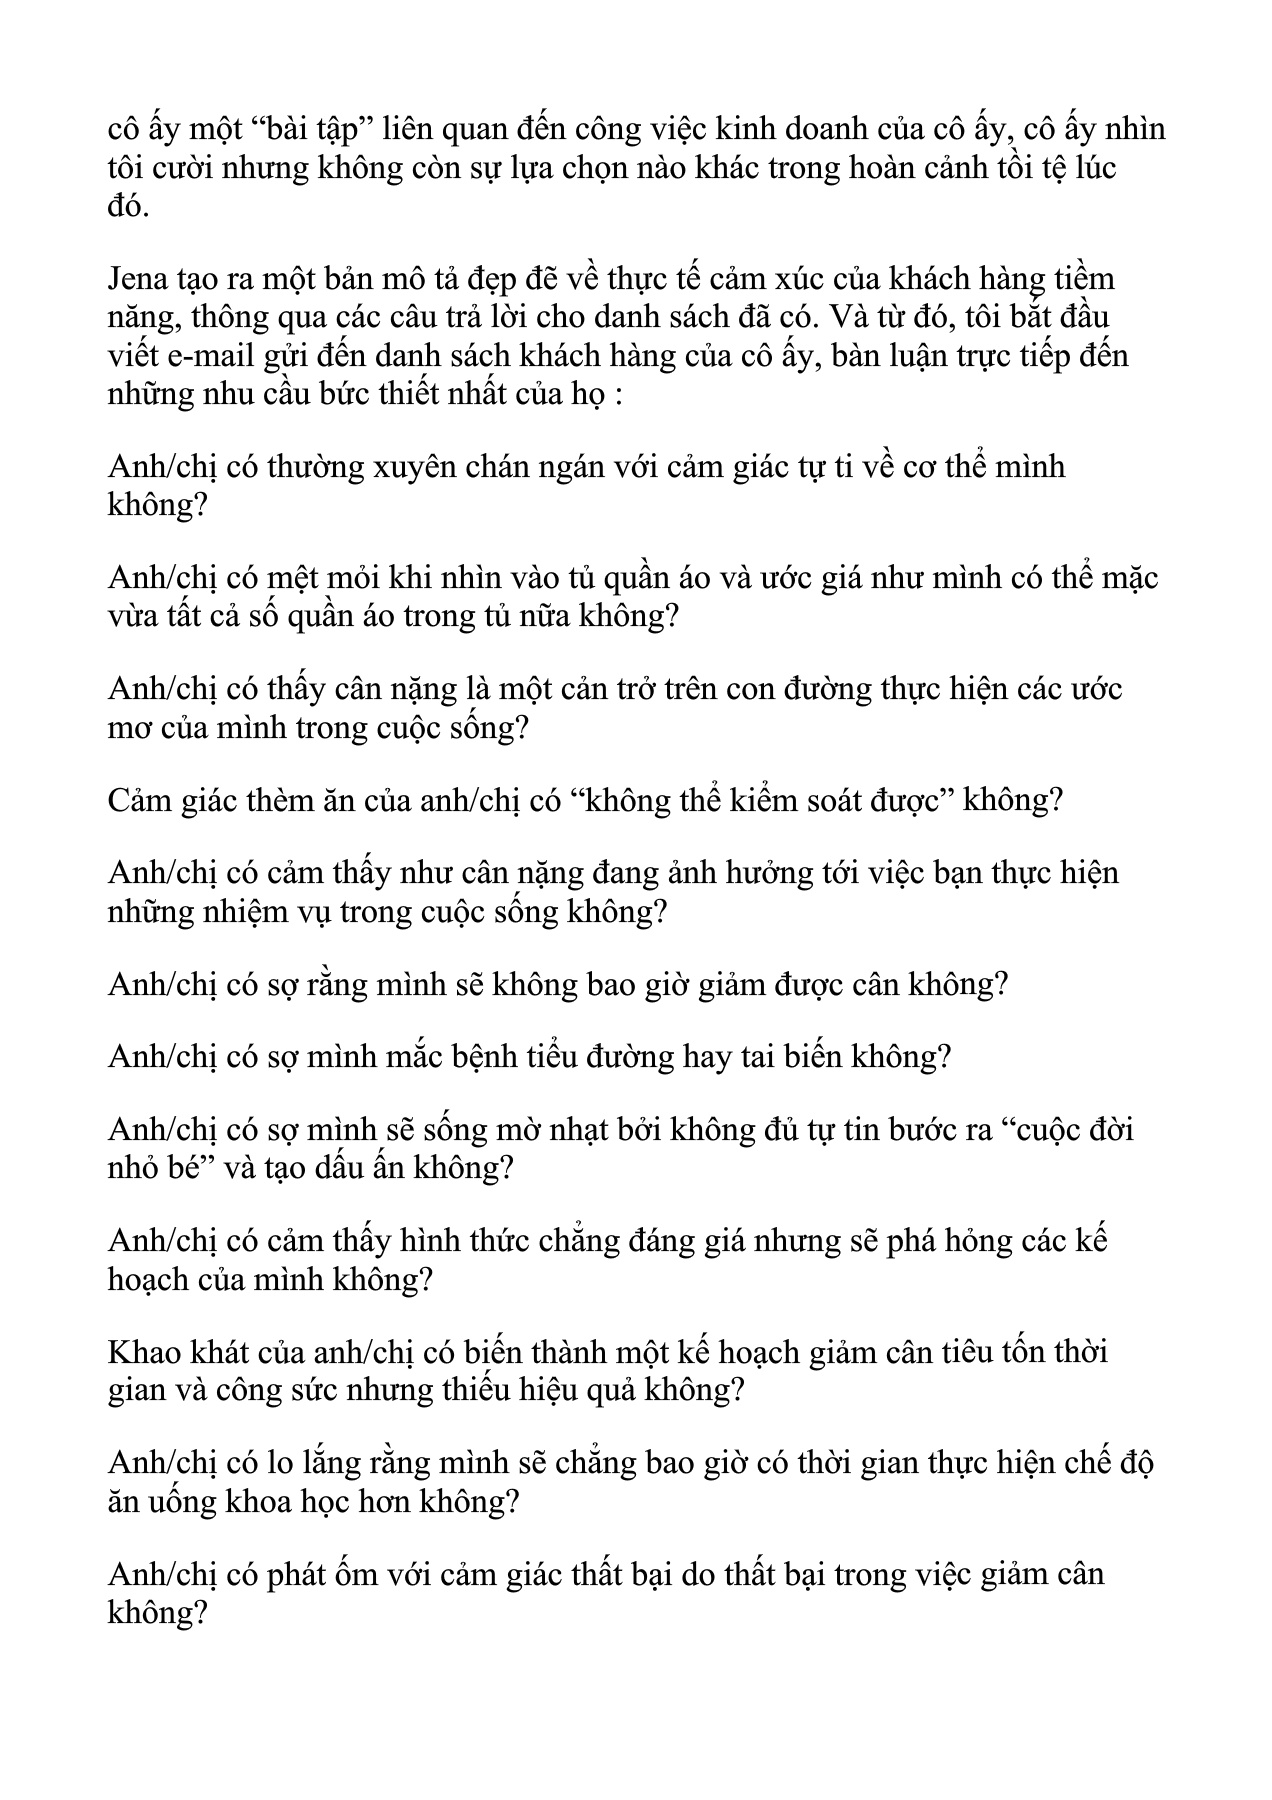 cô ấy một “bài tập” liên quan đến công việc kinh doanh của cô ấy, cô ấy nhìn
tôi cười nhưng không còn sự lựa chọn nào khác trong hoàn cảnh tồi tệ lúc
đó.
Jena tạo ra một bản mô tả đẹp đẽ về thực tế cảm xúc của khách hàng tiềm
năng, thông qua các câu trả lời cho danh sách đã có. Và từ đó, tôi bắt đầu
viết e-mail gửi đến danh sách khách hàng của cô ấy, bàn luận trực tiếp đến
những nhu cầu bức thiết nhất của họ :
Anh/chị có thường xuyên chán ngán với cảm giác tự ti về cơ thể mình
không?
Anh/chị có mệt mỏi khi nhìn vào tủ quần áo và ước giá như mình có thể mặc
vừa tất cả số quần áo trong tủ nữa không?
Anh/chị có thấy cân nặng là một cản trở trên con đường thực hiện các ước
mơ của mình trong cuộc sống?
Cảm giác thèm ăn của anh/chị có “không thể kiểm soát được” không?
Anh/chị có cảm thấy như cân nặng đang ảnh hưởng tới việc bạn thực hiện
những nhiệm vụ trong cuộc sống không?
Anh/chị có sợ rằng mình sẽ không bao giờ giảm được cân không?
Anh/chị có sợ mình mắc bệnh tiểu đường hay tai biến không?
Anh/chị có sợ mình sẽ sống mờ nhạt bởi không đủ tự tin bước ra “cuộc đời
nhỏ bé” và tạo dấu ấn không?
Anh/chị có cảm thấy hình thức chẳng đáng giá nhưng sẽ phá hỏng các kế
hoạch của mình không?
Khao khát của anh/chị có biến thành một kế hoạch giảm cân tiêu tốn thời
gian và công sức nhưng thiếu hiệu quả không?
Anh/chị có lo lắng rằng mình sẽ chẳng bao giờ có thời gian thực hiện chế độ
ăn uống khoa học hơn không?
Anh/chị có phát ốm với cảm giác thất bại do thất bại trong việc giảm cân
không?